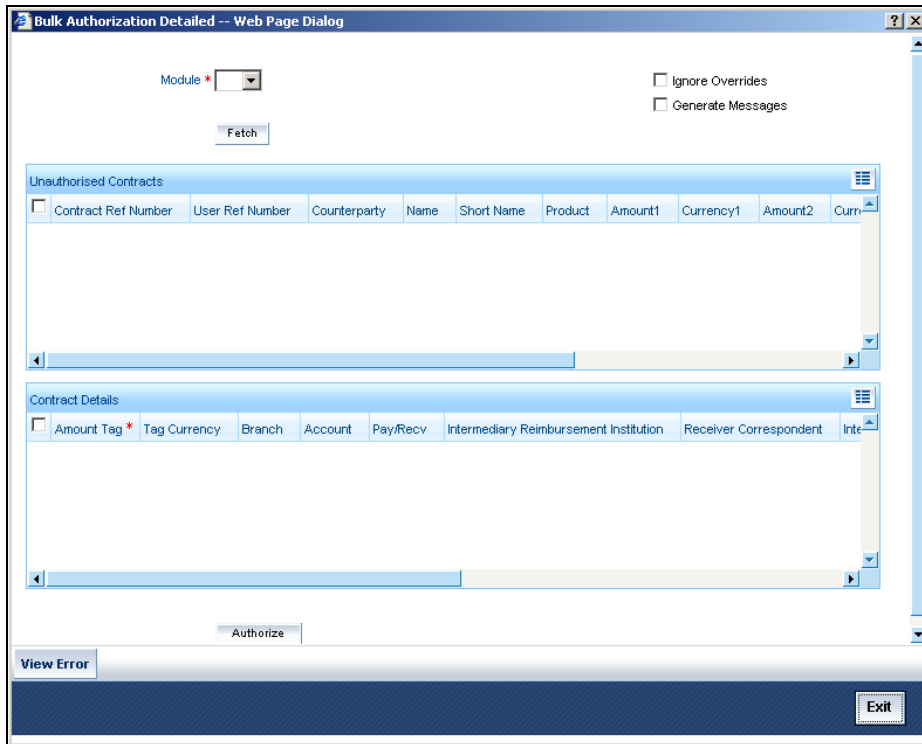 Bulk Authorization Detailed -- Web Page Dialog
Module *
Ignore Overrides
Generate Messages
Fetch
Unauthorised Contracts
Contract Ref Number User Ref Number Counterparty Name Short Name Product Amount1 Currency1 Amount2 Curr
Contract Details
Amount Tag * Tag Currency Branch Account Pay/Recv Intermediary Reimbursement Institution Receiver Correspondent Inte
Authorize
View Error
Exit